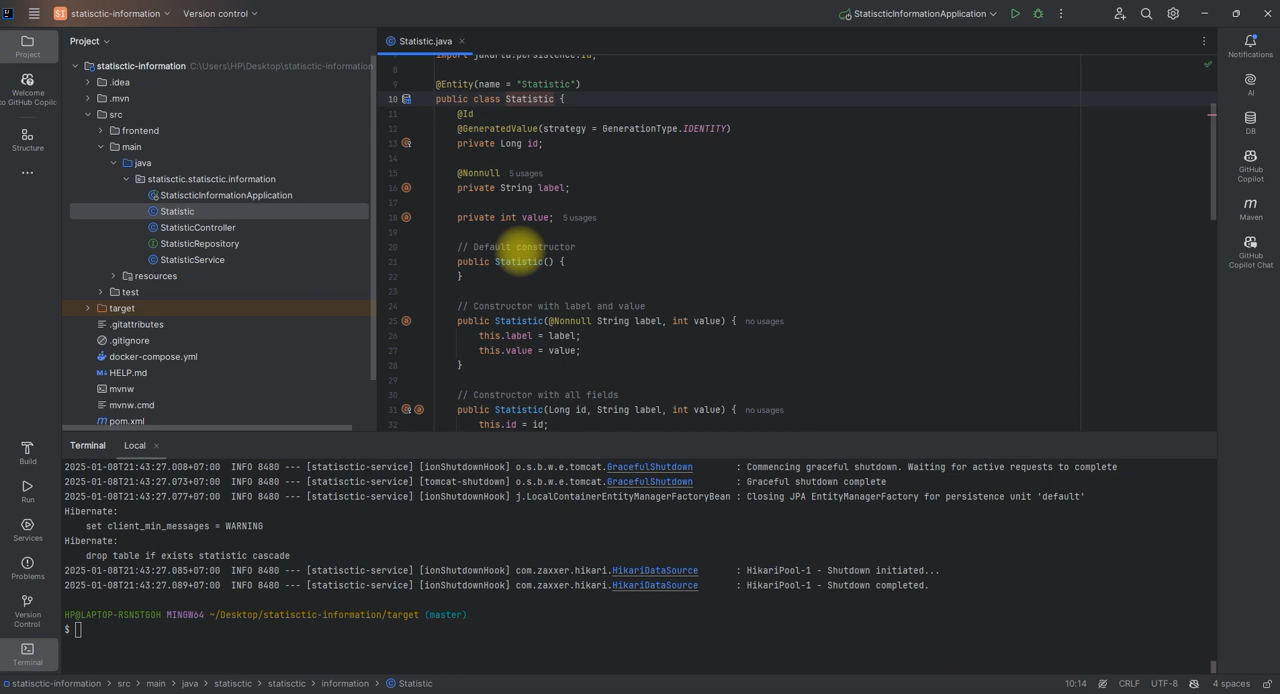 SI statisctic-information Version control StatiscticInformationApplication
Project
Project
Welcome
to GitHub Copilot
Structure
Build
Run
Services
Problems
Version
Control
Terminal
statisctic-information C:\Users\HP\Desktop\statisctic-information
.idea
.mvn
src
frontend
main
java
statisctic.statisctic.information
StatiscticInformationApplication
Statistic
StatisticController
StatisticRepository
StatisticService
resources
test
target
.gitattributes
.gitignore
docker-compose.yml
HELP.md
mvnw
mvnw.cmd
pom.xml
Statistic.java
7 import jakarta.persistence.Id;
8
9 @Entity(name = "Statistic")
10 public class Statistic {
11 @Id
12 @GeneratedValue(strategy = GenerationType.IDENTITY)
13 private Long id;
14
15 @Nonnull 5 usages
16 private String label;
17
18 private int value; 5 usages
19
20 // Default constructor
21 public Statistic() {
22 }
23
24 // Constructor with label and value
25 public Statistic(@Nonnull String label, int value) { no usages
26 this.label = label;
27 this.value = value;
28 }
29
30 // Constructor with all fields
31 public Statistic(Long id, String label, int value) { no usages
32 this.id = id;
Notifications
AI
DB
GitHub
Copilot
Maven
GitHub
Copilot Chat
Terminal Local
2025-01-08T21:43:27.008+07:00 INFO 8480 --- [statisctic-service] [ionShutdownHook] o.s.b.w.e.tomcat.GracefulShutdown : Commencing graceful shutdown. Waiting for active requests to complete
2025-01-08T21:43:27.073+07:00 INFO 8480 --- [statisctic-service] [tomcat-shutdown] o.s.b.w.e.tomcat.GracefulShutdown : Graceful shutdown complete
2025-01-08T21:43:27.077+07:00 INFO 8480 --- [statisctic-service] [ionShutdownHook] j.LocalContainerEntityManagerFactoryBean : Closing JPA EntityManagerFactory for persistence unit 'default'
Hibernate:
set client_min_messages = WARNING
Hibernate:
drop table if exists statistic cascade
2025-01-08T21:43:27.085+07:00 INFO 8480 --- [statisctic-service] [ionShutdownHook] com.zaxxer.hikari.HikariDataSource : HikariPool-1 - Shutdown initiated...
2025-01-08T21:43:27.089+07:00 INFO 8480 --- [statisctic-service] [ionShutdownHook] com.zaxxer.hikari.HikariDataSource : HikariPool-1 - Shutdown completed.
HP@LAPTOP-RSN5TGOH MINGW64 ~/Desktop/statisctic-information/target (master)
$
statisctic-information > src > main > java > statisctic > statisctic > information > Statistic 10:14 CRLF UTF-8 4 spaces